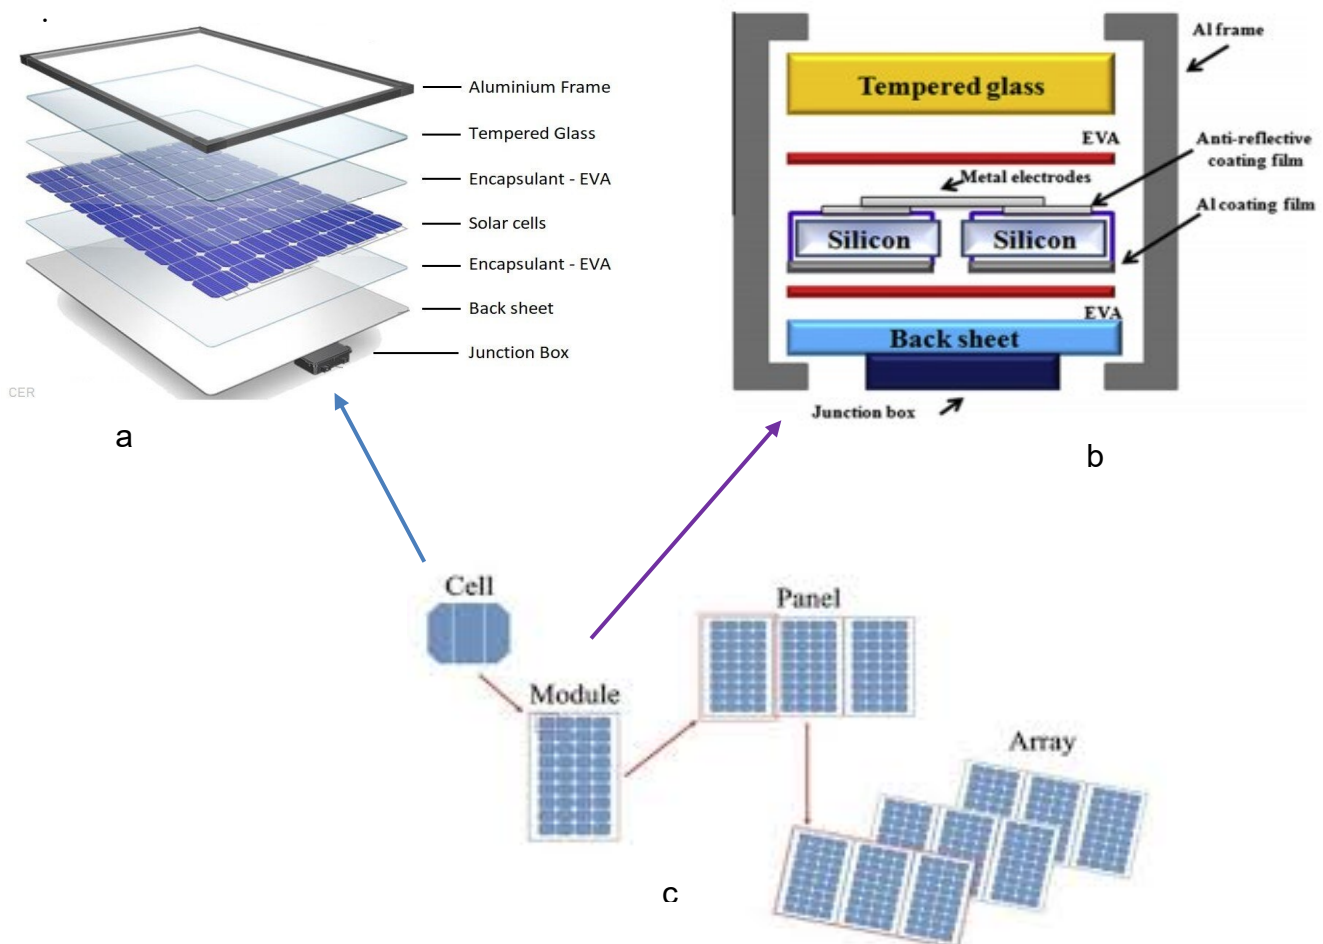 .
Aluminium Frame
Tempered Glass
Encapsulant - EVA
Solar cells
Encapsulant - EVA
Back sheet
Junction Box
CER
a
Al frame
Tempered glass
EVA
Anti-reflective
coating film
Metal electrodes
Al coating film
Silicon
Silicon
EVA
Back sheet
Junction box
b
Cell
Module
Panel
Array
c